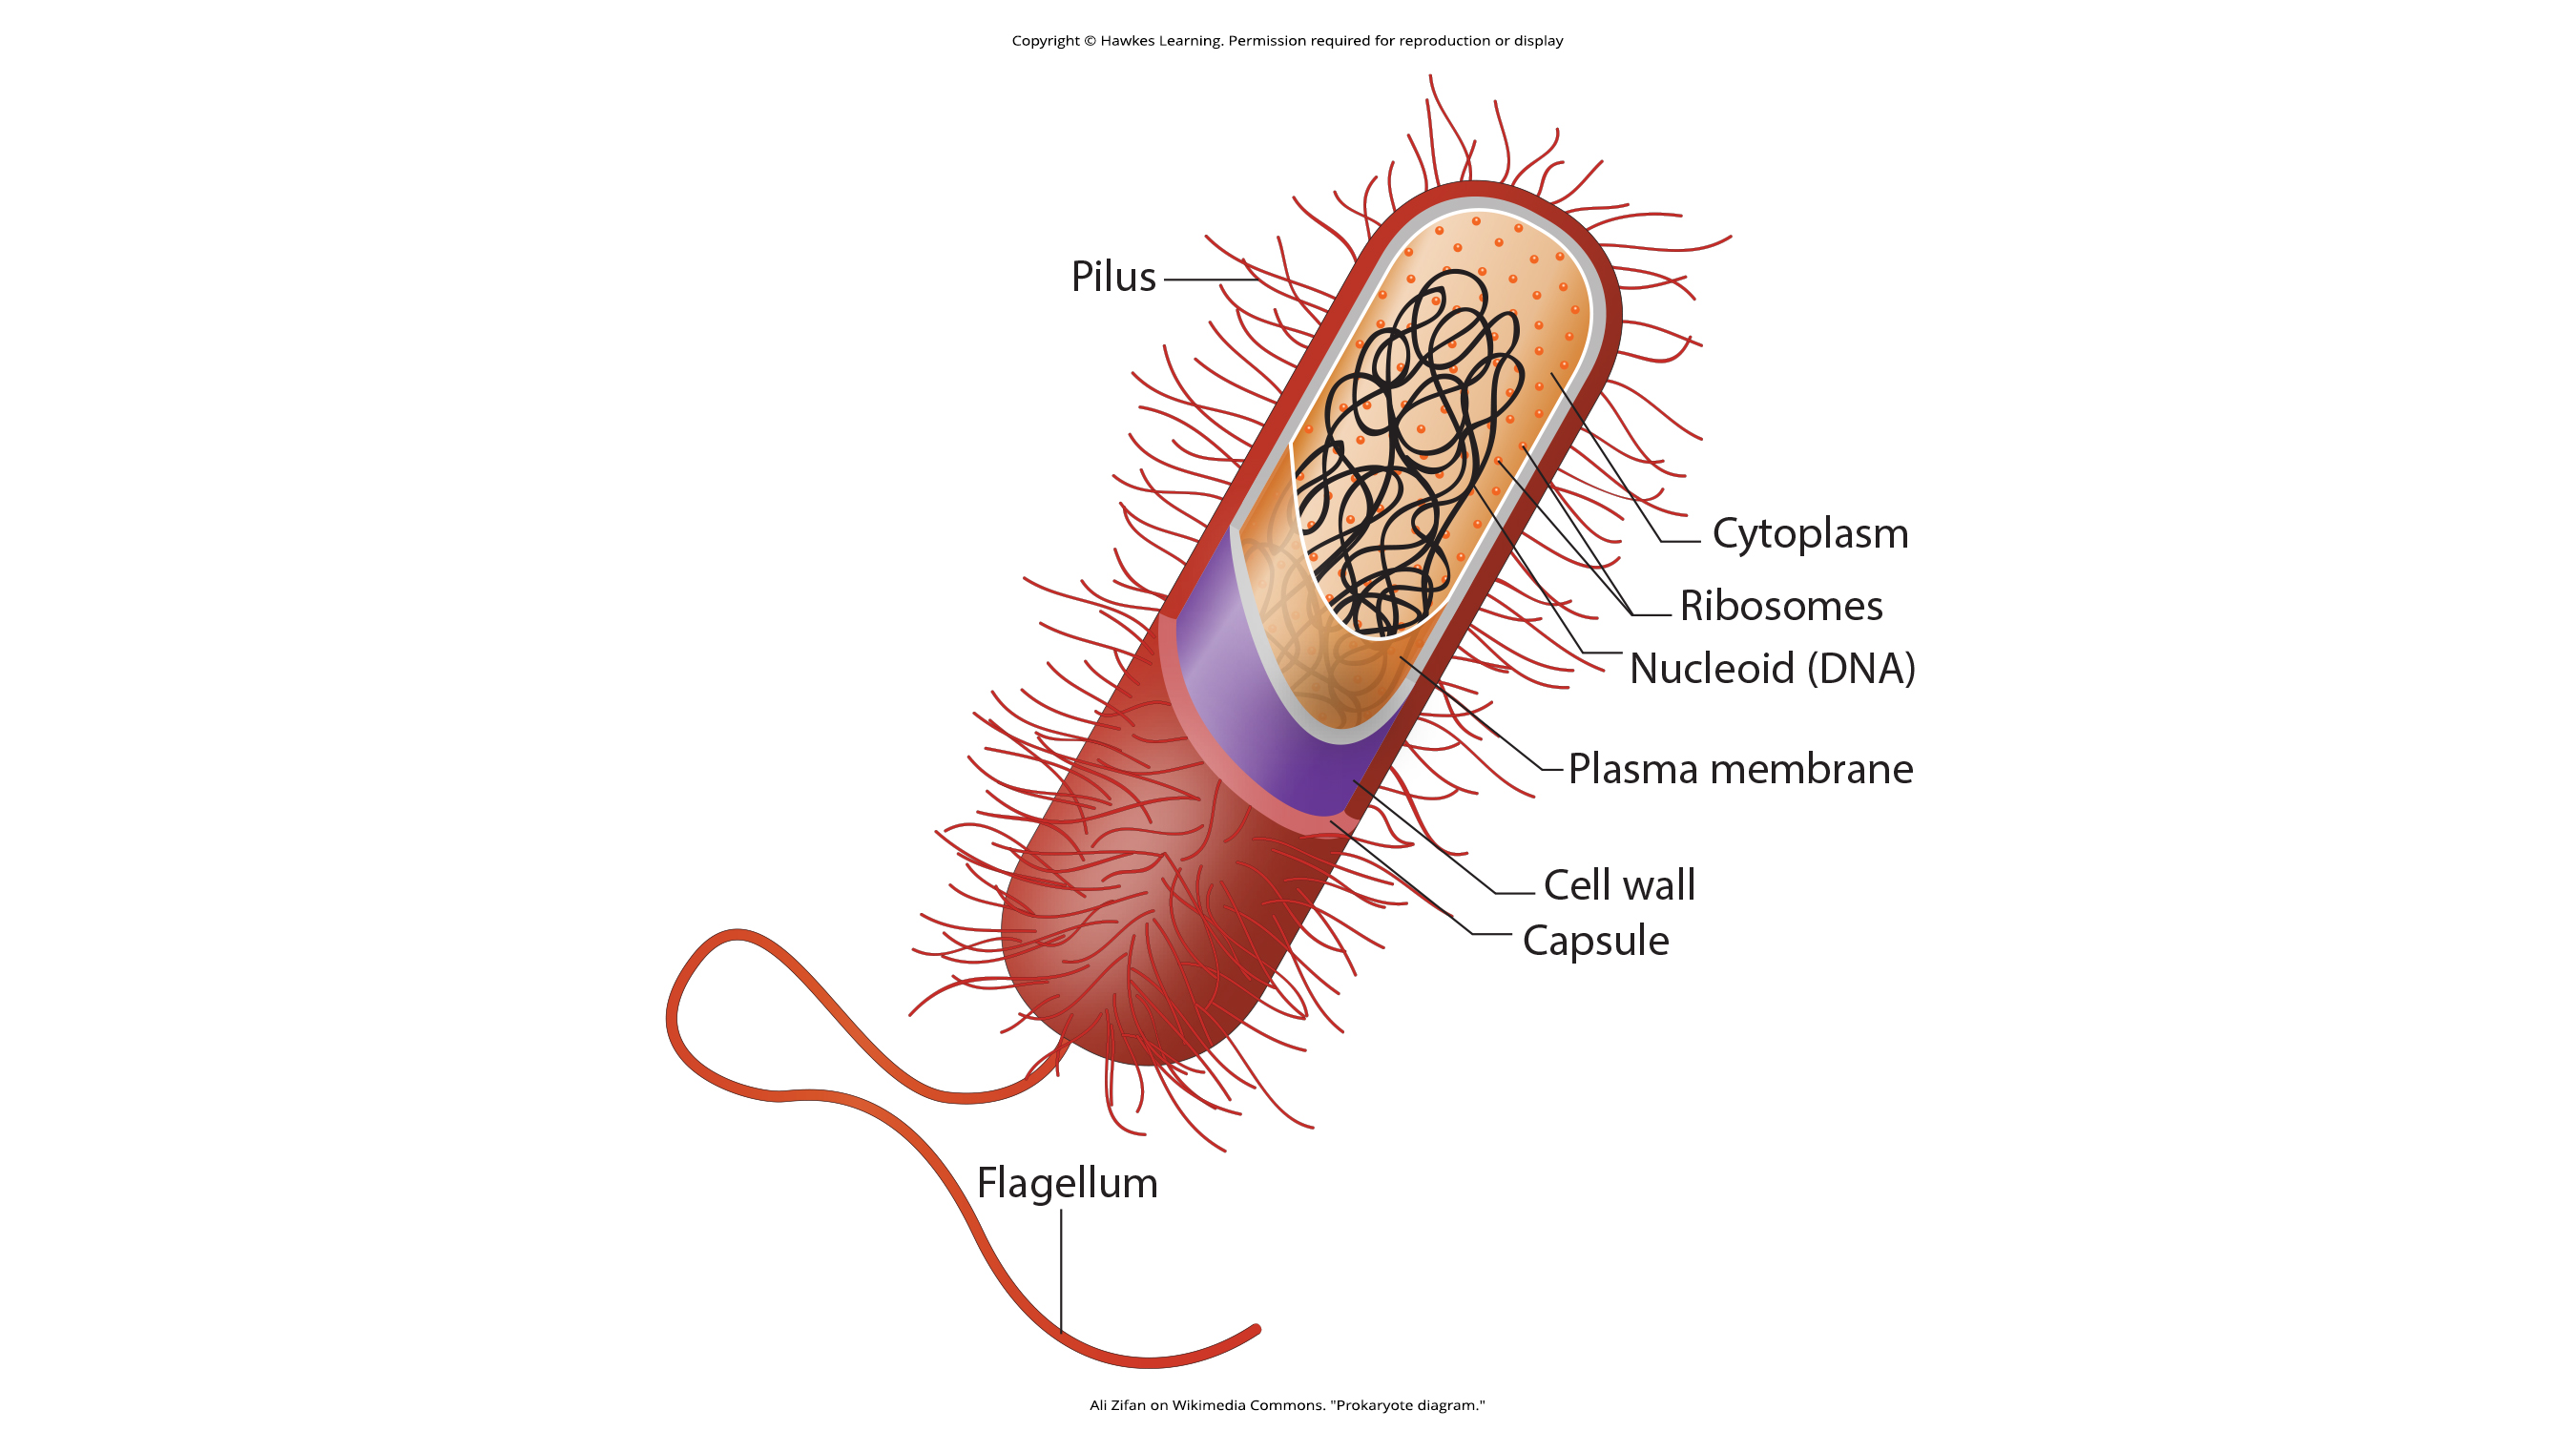 Copyright © Hawkes Learning. Permission required for reproduction or display
Pilus
Cytoplasm
Ribosomes
Nucleoid (DNA)
Plasma membrane
Cell wall
Capsule
Flagellum
Ali Zifan on Wikimedia Commons. "Prokaryote diagram."